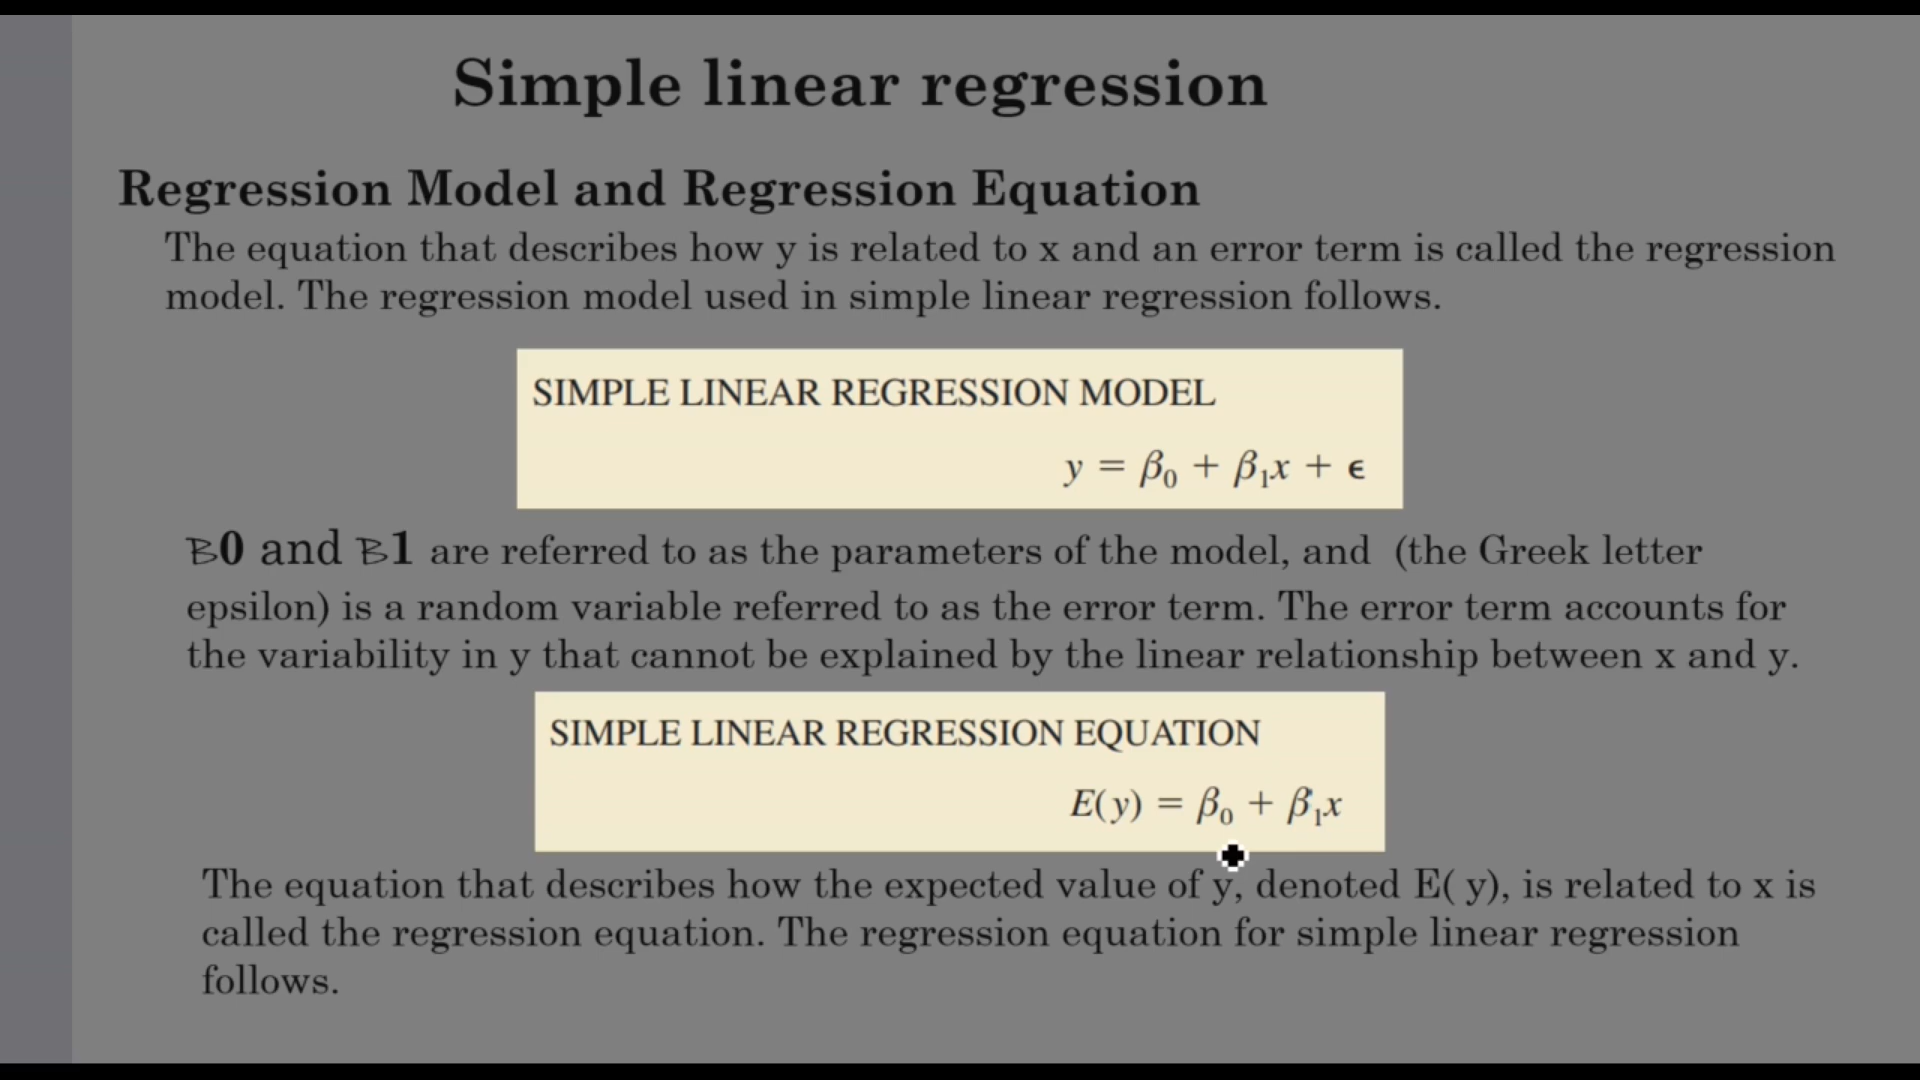 Simple linear regression
Regression Model and Regression Equation
The equation that describes how y is related to x and an error term is called the regression
model. The regression model used in simple linear regression follows.
SIMPLE LINEAR REGRESSION MODEL
y = β₀ + β₁x + ϵ
B0 and B1 are referred to as the parameters of the model, and (the Greek letter
epsilon) is a random variable referred to as the error term. The error term accounts for
the variability in y that cannot be explained by the linear relationship between x and y.
SIMPLE LINEAR REGRESSION EQUATION
E(y) = β₀ + β₁x
The equation that describes how the expected value of y, denoted E( y), is related to x is
called the regression equation. The regression equation for simple linear regression
follows.